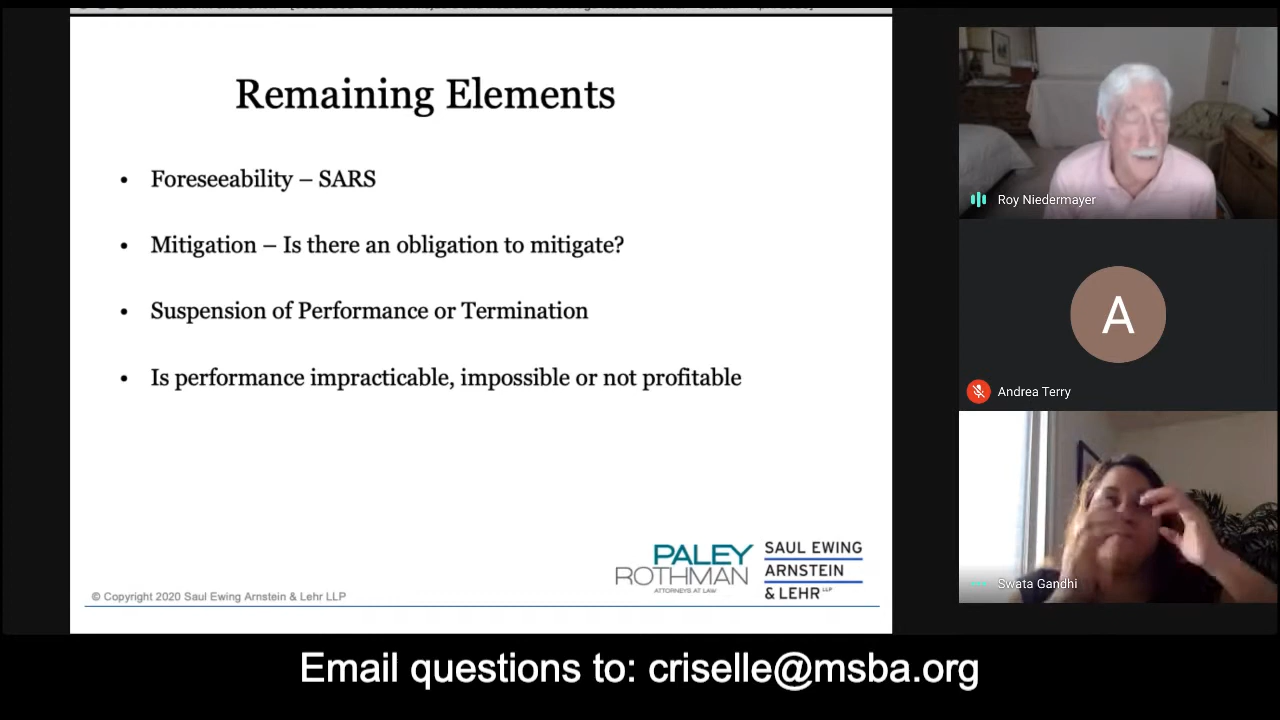 Remaining Elements
• Foreseeability – SARS
• Mitigation – Is there an obligation to mitigate?
• Suspension of Performance or Termination
• Is performance impracticable, impossible or not profitable
PALEY
ROTHMAN
ATTORNEYS AT LAW
SAUL EWING
ARNSTEIN
& LEHR LLP
© Copyright 2020 Saul Ewing Arnstein & Lehr LLP
Roy Niedermayer
A
Andrea Terry
Swata Gandhi
Email questions to: criselle@msba.org